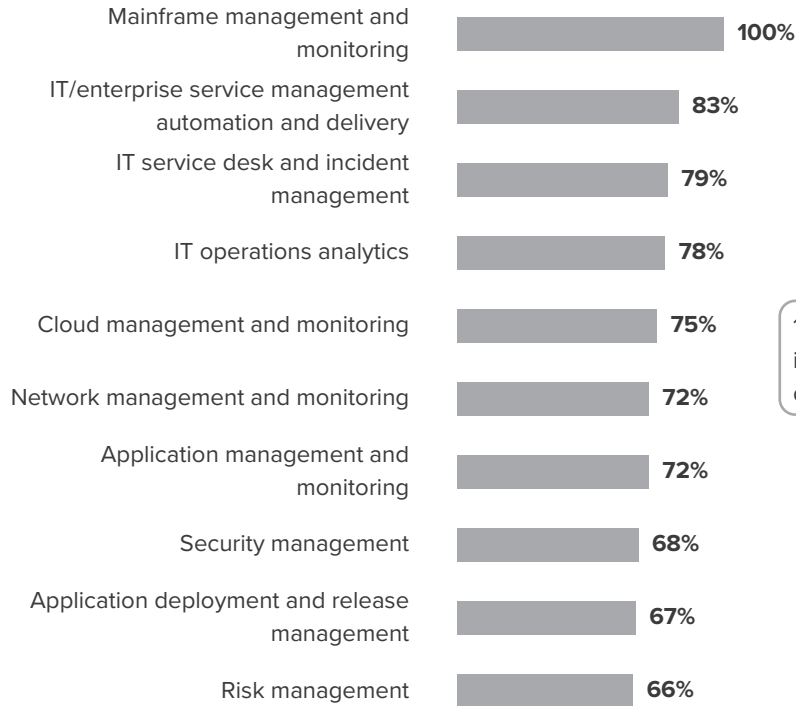 Mainframe management and
monitoring
100%
IT/enterprise service management
automation and delivery
83%
IT service desk and incident
management
79%
IT operations analytics
78%
Cloud management and monitoring
75%
Network management and monitoring
72%
Application management and
monitoring
72%
Security management
68%
Application deployment and release
management
67%
Risk management
66%